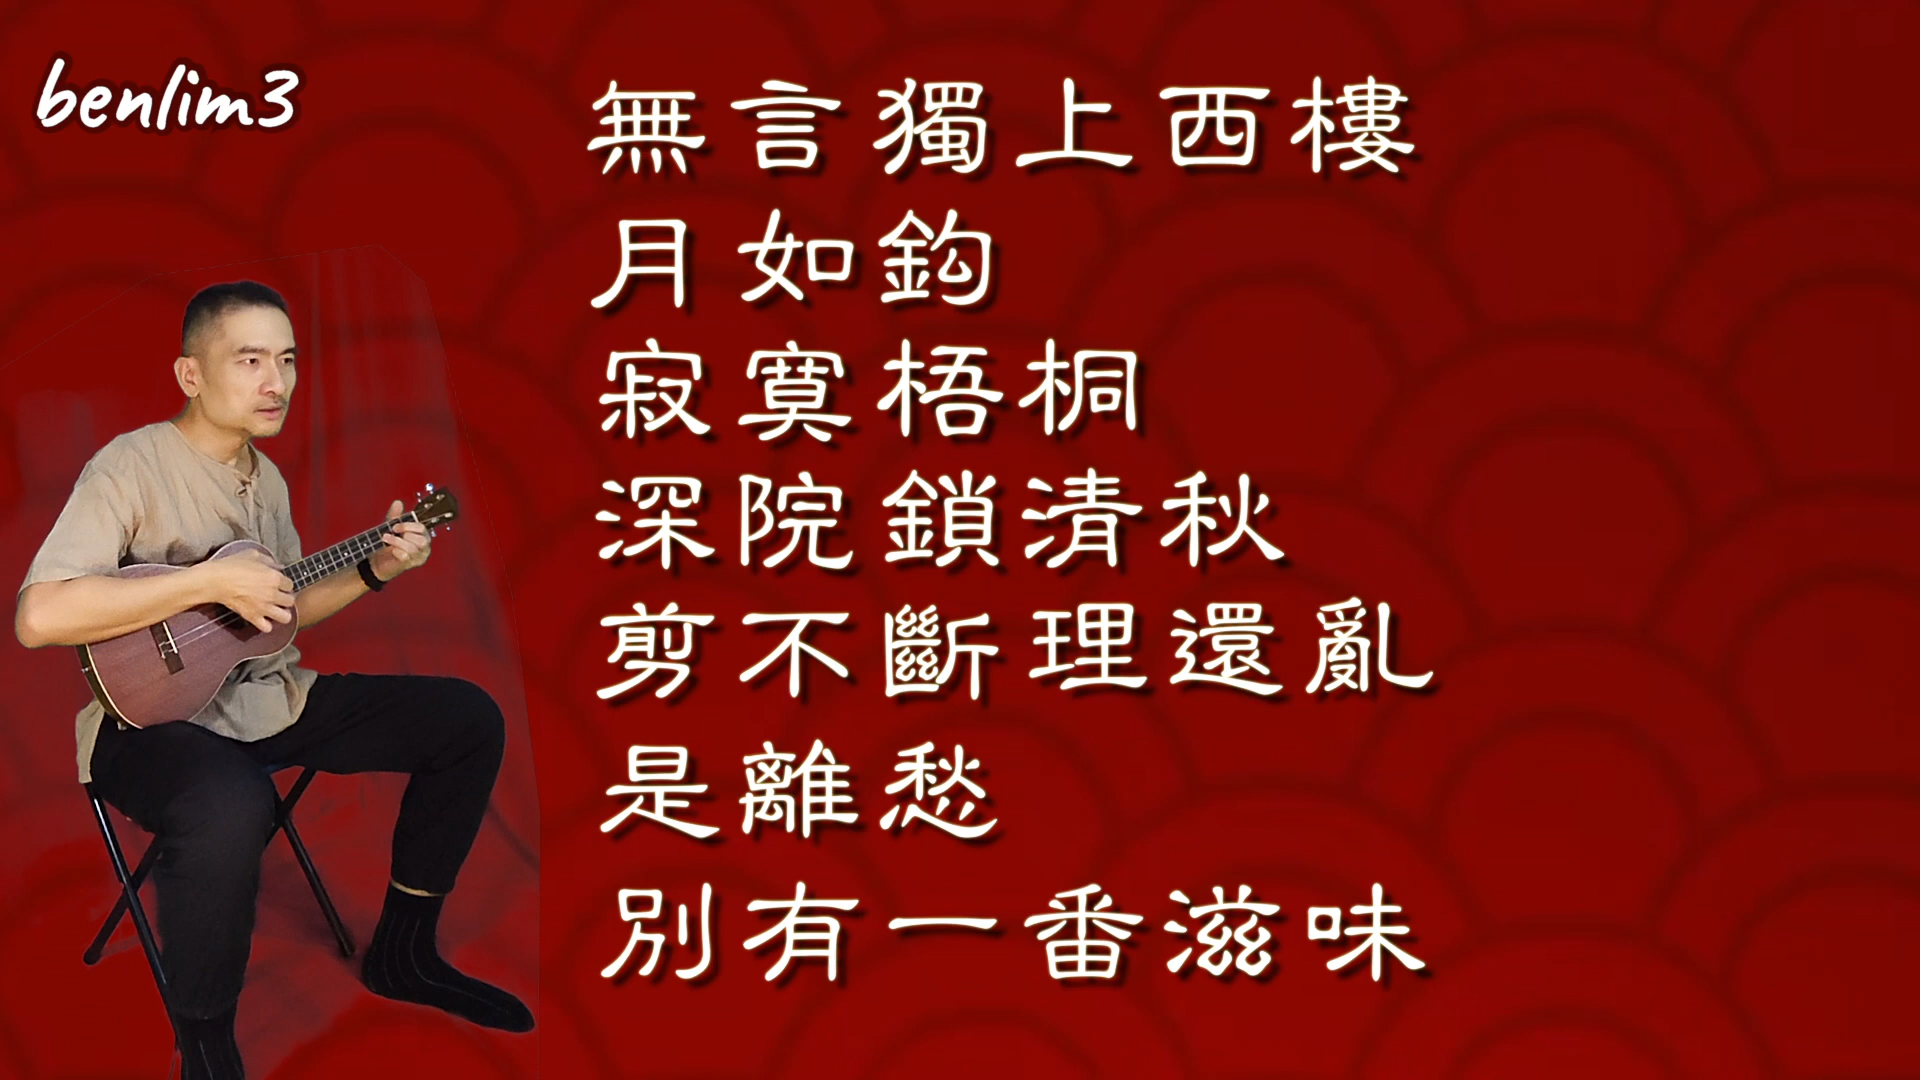 benlim3
無言獨上西樓
月如鈎
寂寞梧桐
深院鎖清秋
剪不斷理還亂
是離愁
別有一番滋味